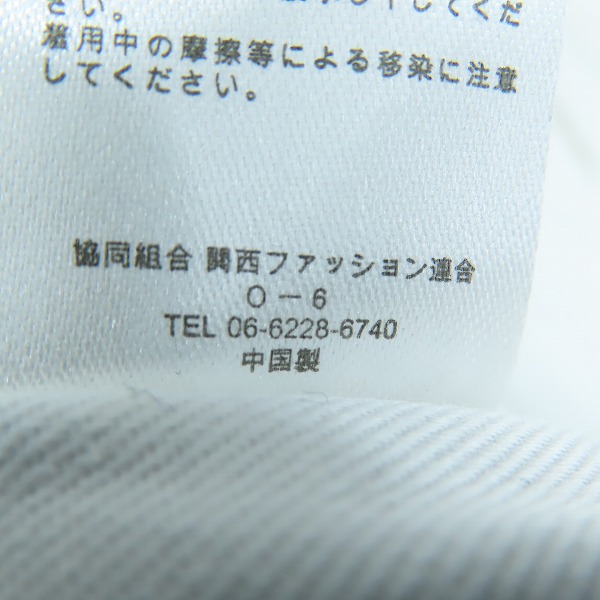 さい。
着用中の摩擦等による移染に注意
してください。
協同組合 関西ファッション連合
O－6
TEL 06-6228-6740
中国製